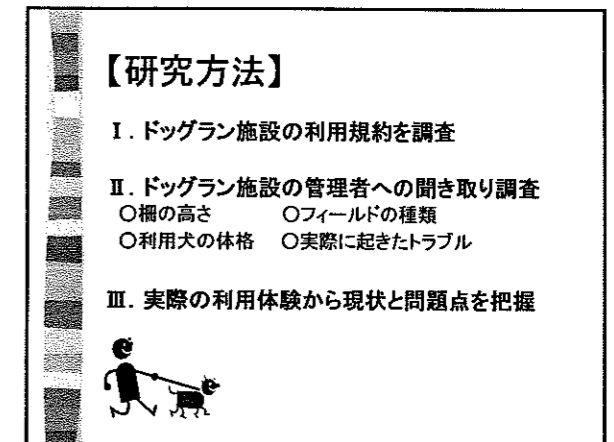 【研究方法】
Ⅰ．ドッグラン施設の利用規約を調査
Ⅱ．ドッグラン施設の管理者への聞き取り調査
○柵の高さ ○フィールドの種類
○利用犬の体格 ○実際に起きたトラブル
Ⅲ．実際の利用体験から現状と問題点を把握